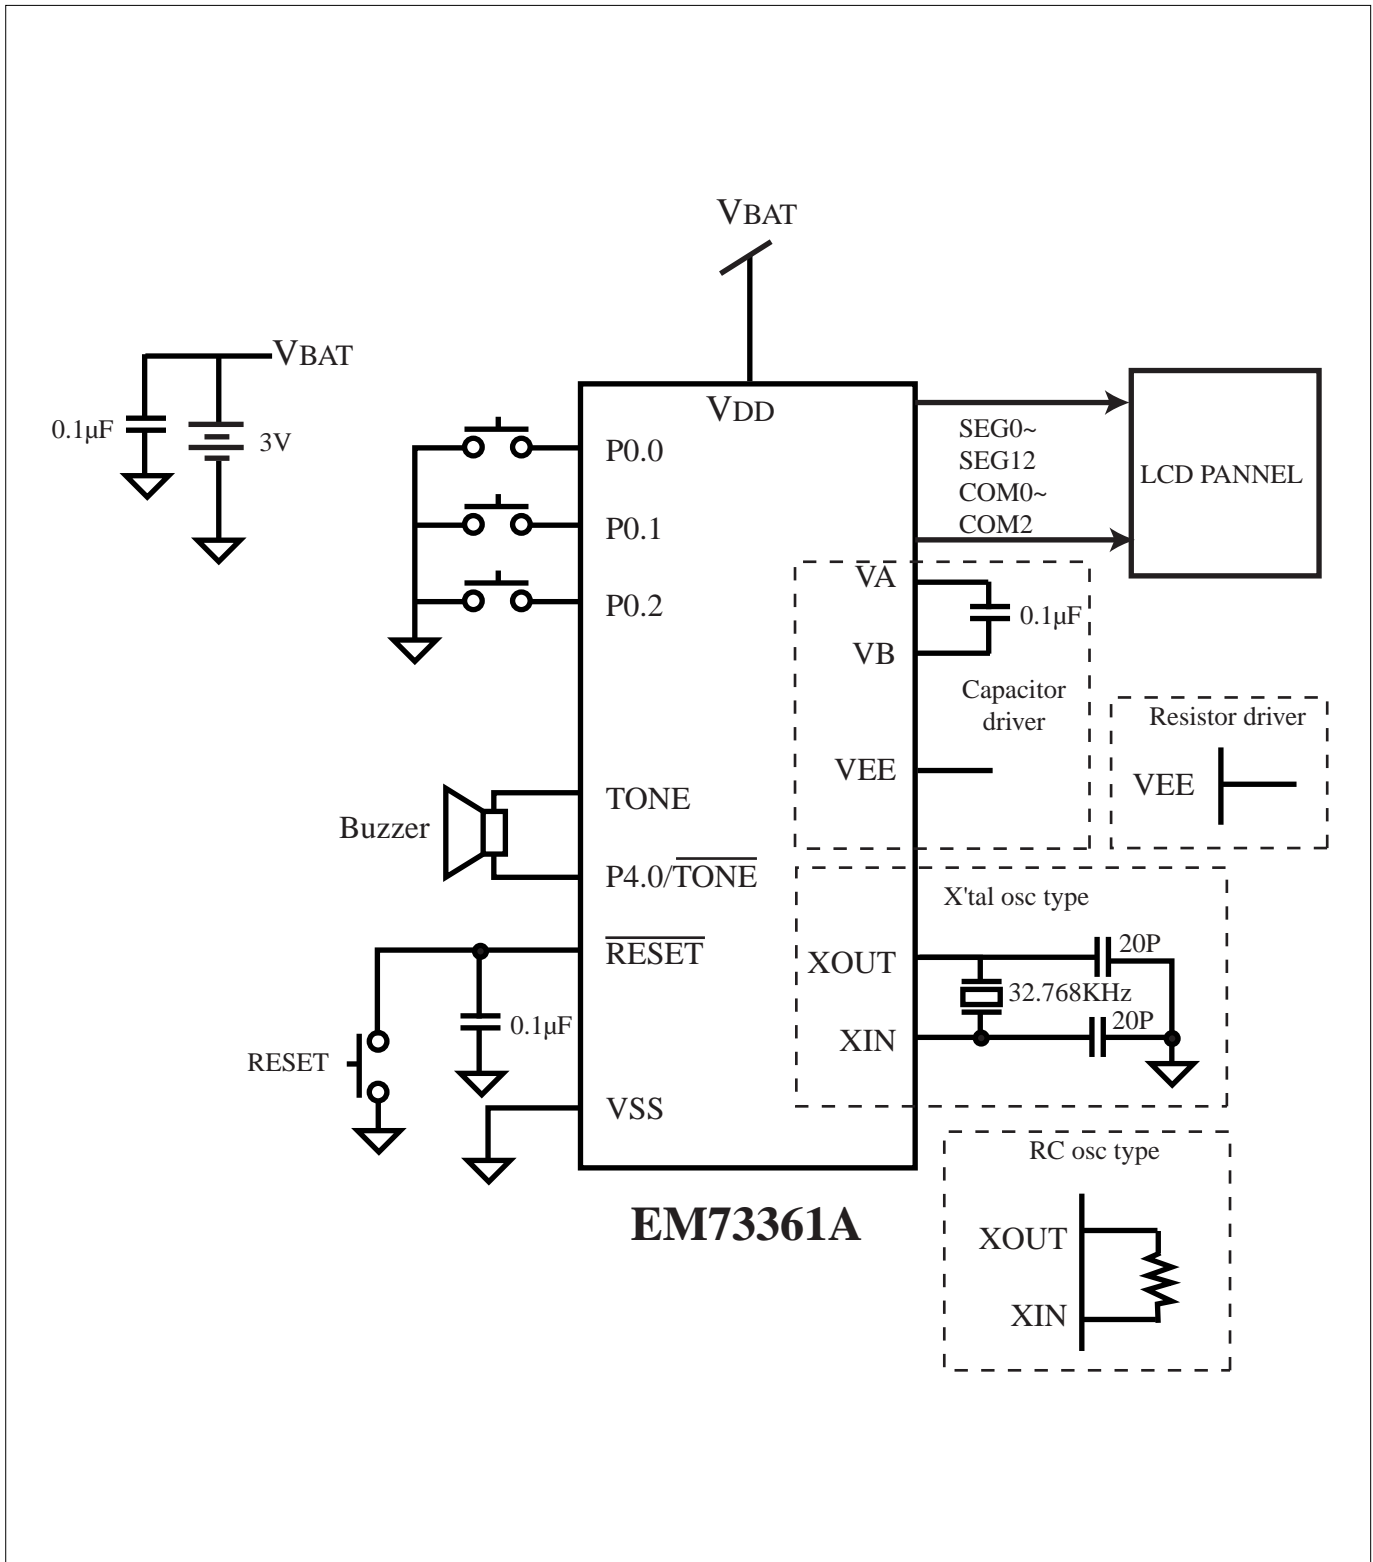 VBAT
VBAT
0.1µF
3V
VDD
P0.0
P0.1
P0.2
SEG0~
SEG12
COM0~
COM2
LCD PANNEL
VA
0.1µF
VB
Capacitor
driver
VEE
Resistor driver
VEE
TONE
Buzzer
P4.0/TONE
X'tal osc type
RESET
XOUT
20P
32.768KHz
0.1µF
20P
XIN
RESET
VSS
RC osc type
EM73361A
XOUT
XIN